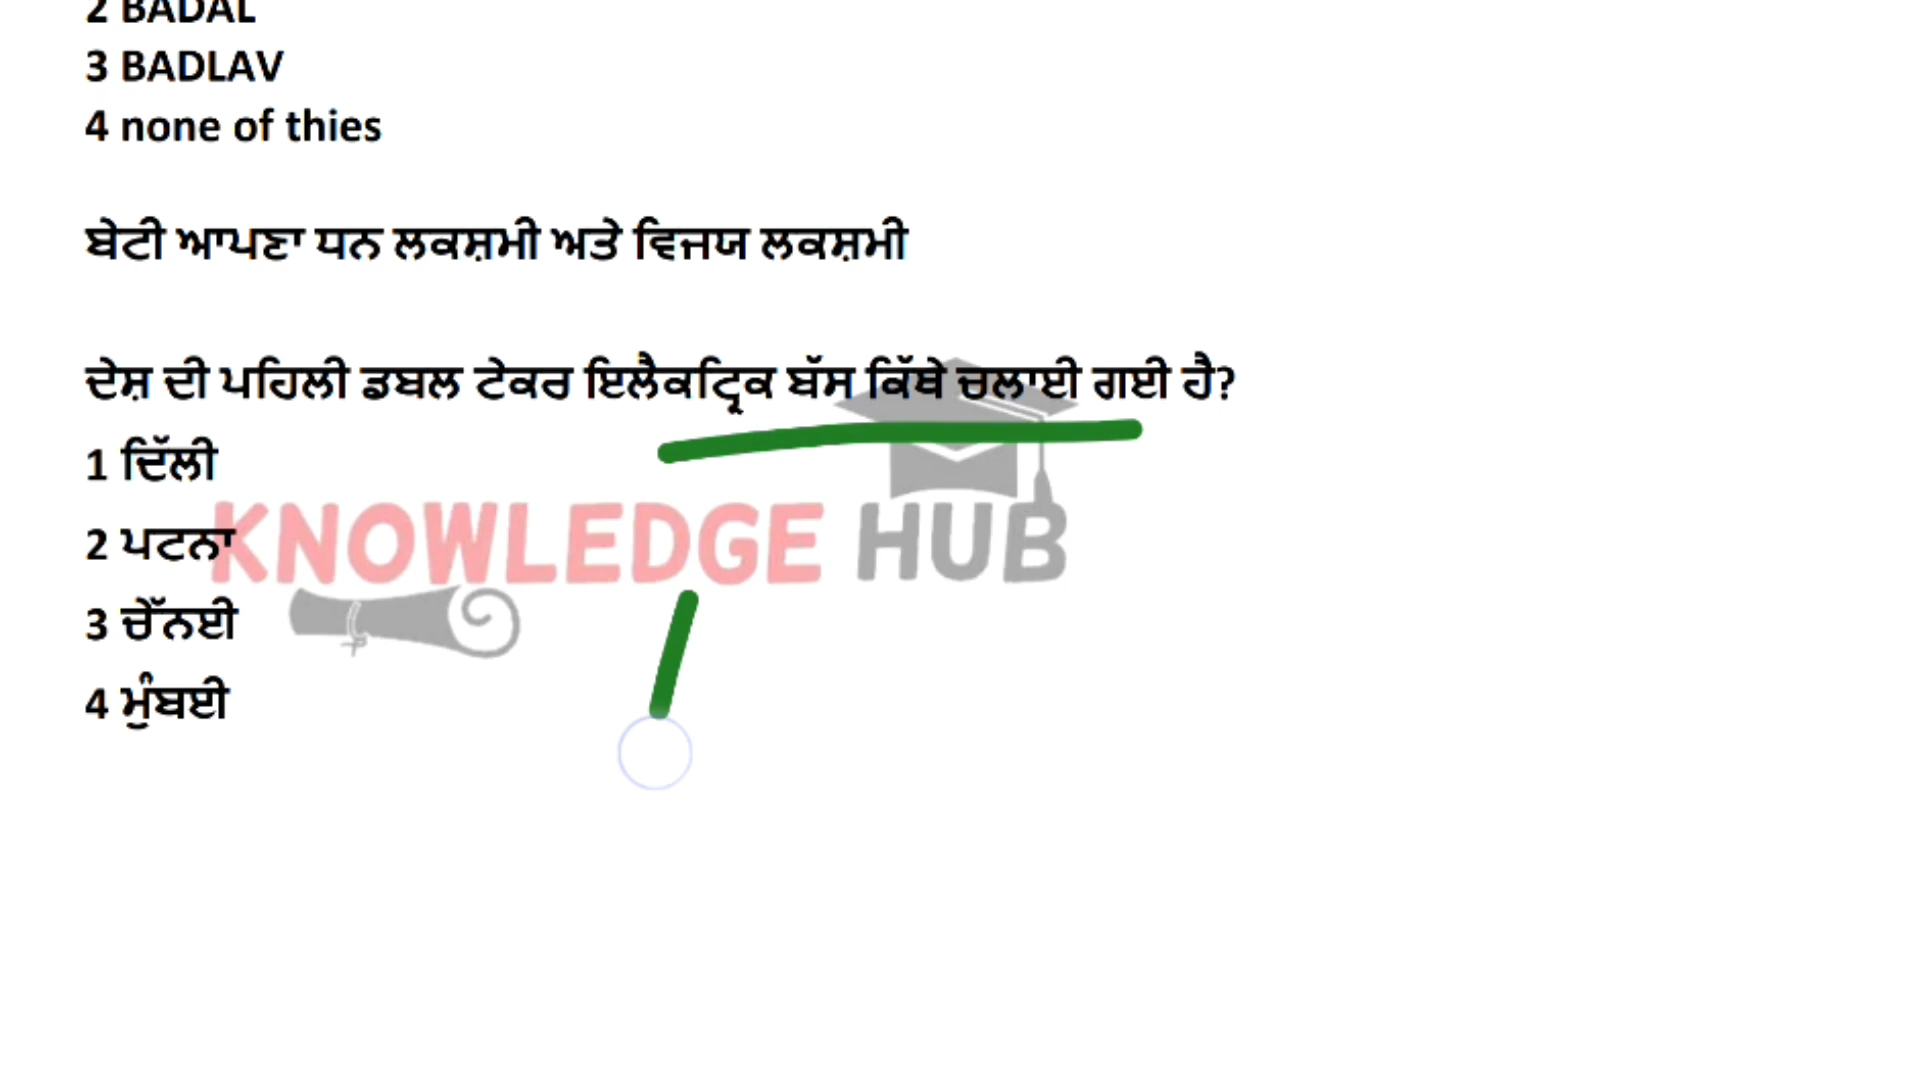 2 BADAL
3 BADLAV
4 none of thies
ਬੇਟੀ ਆਪਣਾ ਧਨ ਲਕਸ਼ਮੀ ਅਤੇ ਵਿਜਯ ਲਕਸ਼ਮੀ
ਦੇਸ਼ ਦੀ ਪਹਿਲੀ ਡਬਲ ਟੇਕਰ ਇਲੈਕਟ੍ਰਿਕ ਬੱਸ ਕਿੱਥੇ ਚਲਾਈ ਗਈ ਹੈ?
1 ਦਿੱਲੀ
2 ਪਟਨਾ
3 ਚੇੱਨਈ
4 ਮੁੰਬਈ
KNOWLEDGE HUB